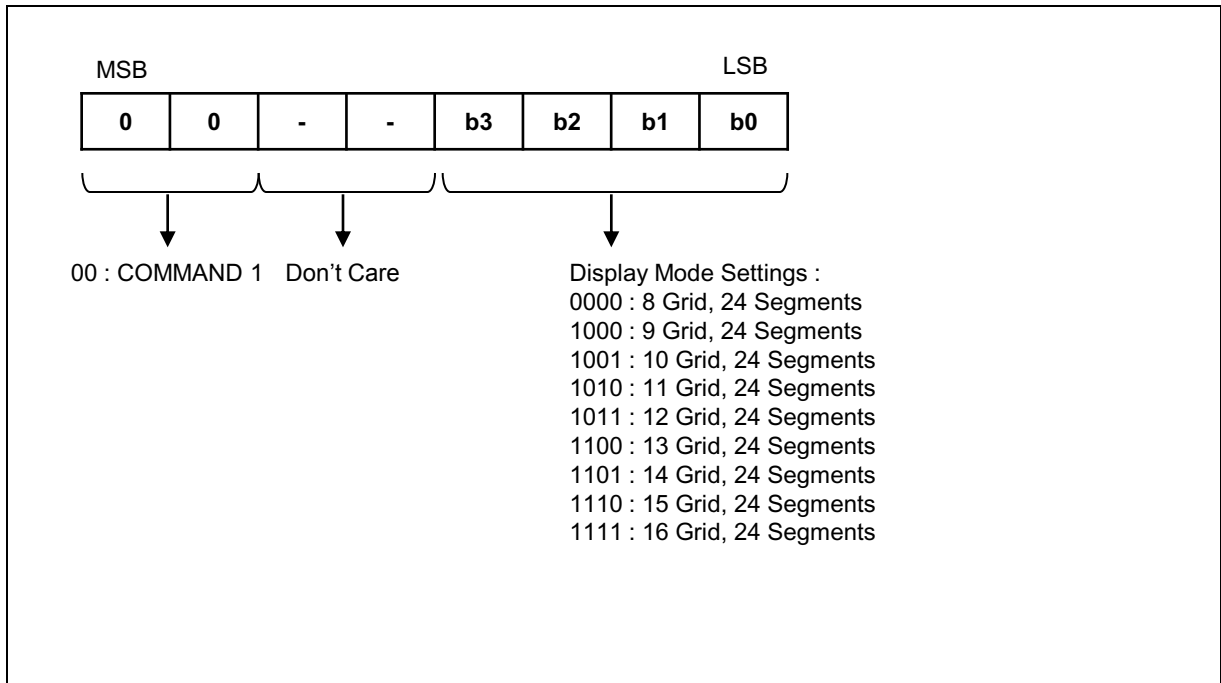 MSB LSB
0 0 - - b3 b2 b1 b0
00 : COMMAND 1 Don't Care Display Mode Settings :
0000 : 8 Grid, 24 Segments
1000 : 9 Grid, 24 Segments
1001 : 10 Grid, 24 Segments
1010 : 11 Grid, 24 Segments
1011 : 12 Grid, 24 Segments
1100 : 13 Grid, 24 Segments
1101 : 14 Grid, 24 Segments
1110 : 15 Grid, 24 Segments
1111 : 16 Grid, 24 Segments